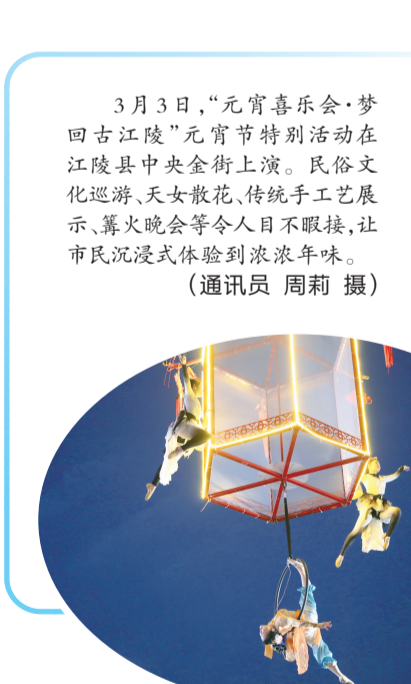 3月3日，“元宵喜乐会·梦
回古江陵”元宵节特别活动在
江陵县中央金街上演。民俗文
化巡游、天女散花、传统手工艺展
示、篝火晚会等令人目不暇接，让
市民沉浸式体验到浓浓年味。
（通讯员 周莉 摄）